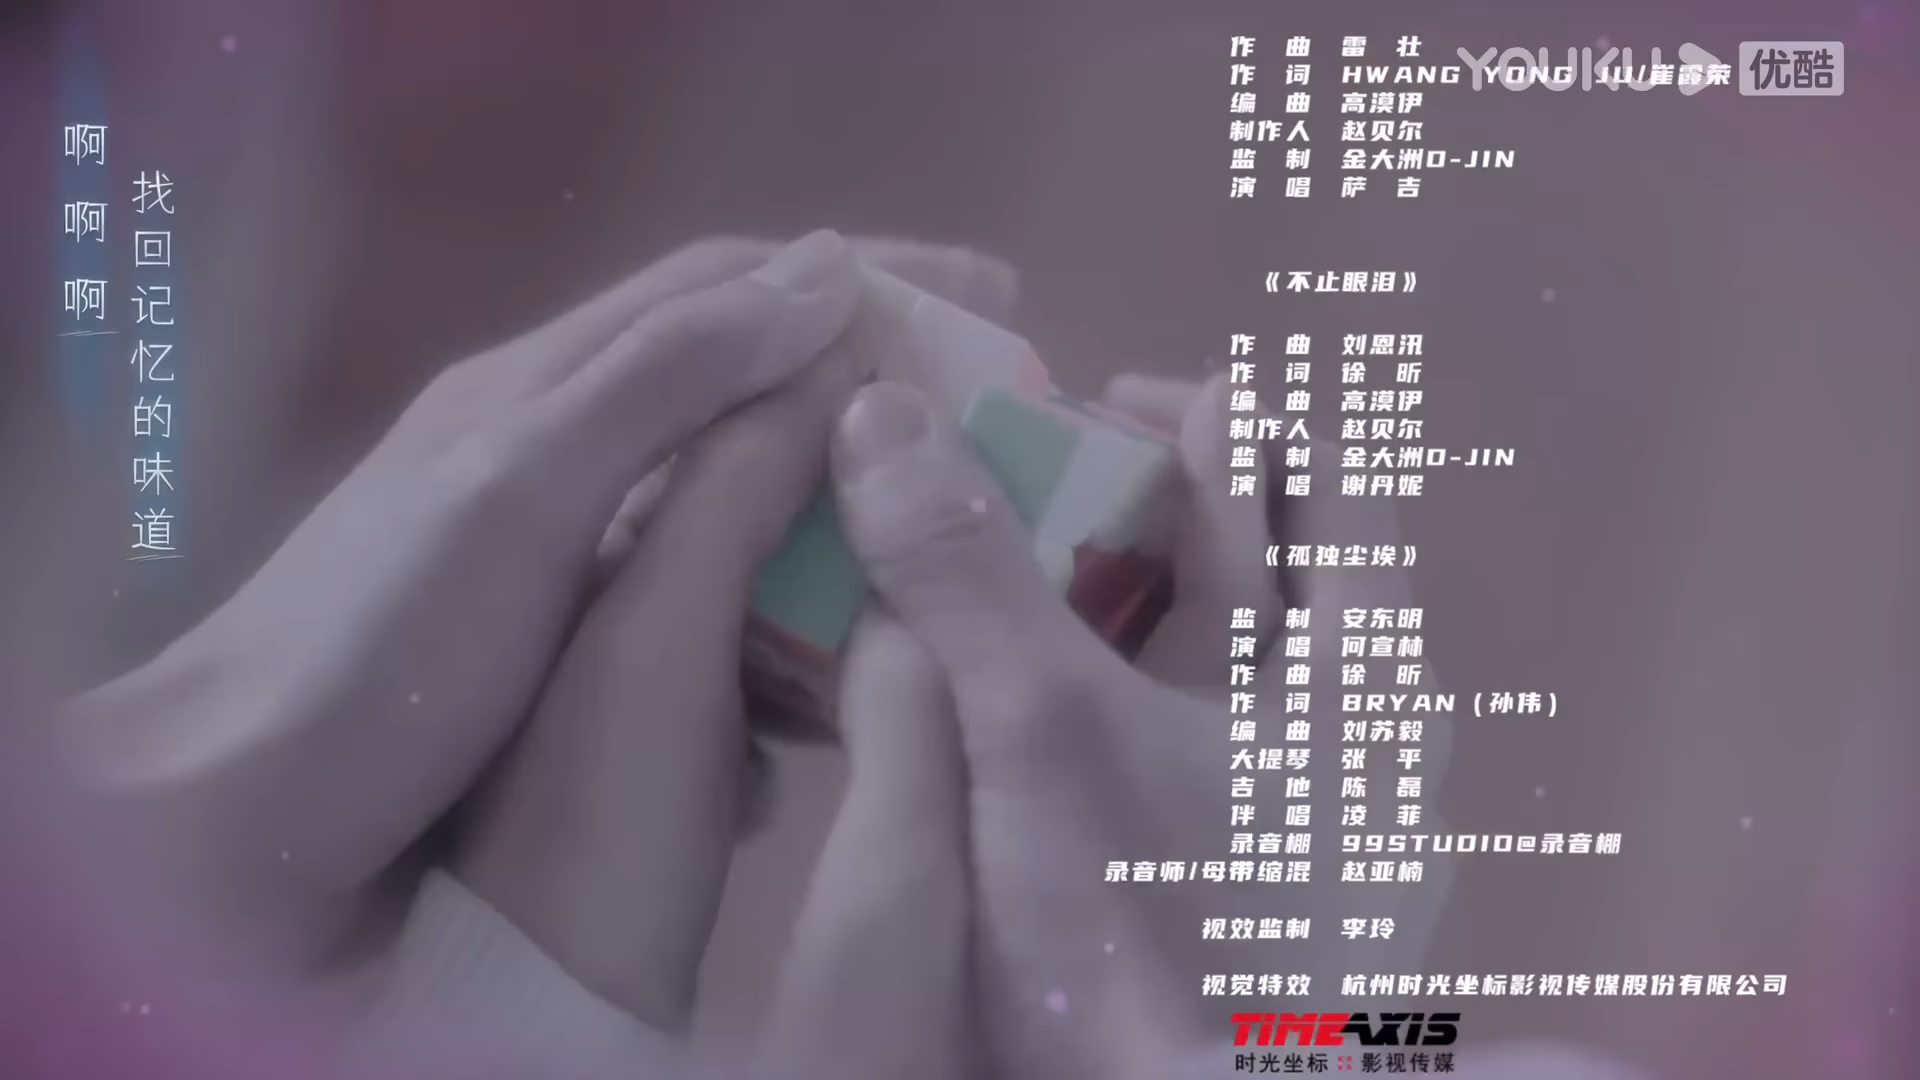 啊啊啊
找回记忆的味道
作曲 雷壮
作词 HWANG YONG JU/崔霞荣
编曲 高漠伊
制作人 赵贝尔
监制 金大洲D-JIN
演唱 萨吉
YOUKU 优酷
《不止眼泪》
作曲 刘恩汛
作词 徐昕
编曲 高漠伊
制作人 赵贝尔
监制 金大洲D-JIN
演唱 谢丹妮
《孤独尘埃》
监制 安东明
演唱 何宣林
作曲 徐昕
作词 BRYAN(孙伟)
编曲 刘苏毅
大提琴 张平
吉他 陈磊
伴唱 凌菲
录音棚 99STUDIO@录音棚
录音师/母带缩混 赵亚楠
视效监制 李玲
视觉特效 杭州时光坐标影视传媒股份有限公司
TIMEAXIS
时光坐标 影视传媒